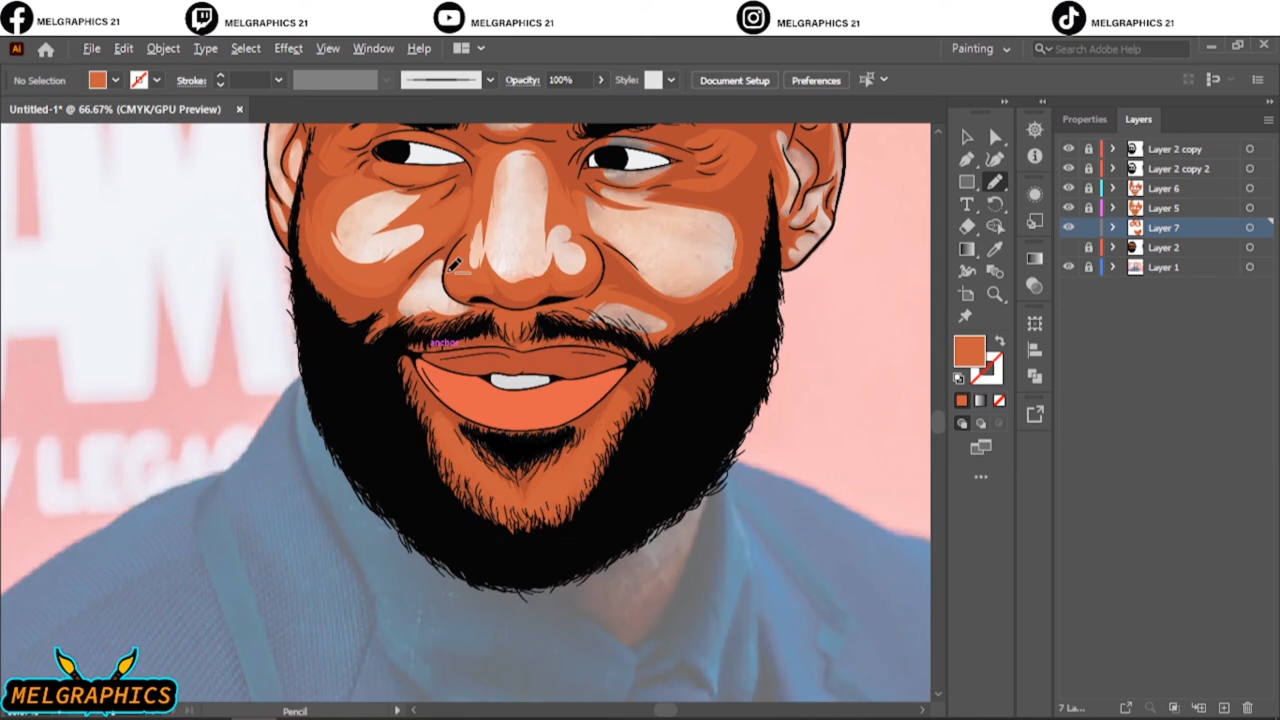 MELGRAPHICS 21
MELGRAPHICS 21
MELGRAPHICS 21
MELGRAPHICS 21
MELGRAPHICS 21
Ai
File Edit Object Type Select Effect View Window Help
Painting
Search Adobe Help
No Selection
Stroke:
Opacity: 100%
Style:
Document Setup
Preferences
Untitled-1* @ 66.67% (CMYK/GPU Preview)
Properties
Layers
Layer 2 copy
Layer 2 copy 2
Layer 6
Layer 5
Layer 7
Layer 2
Layer 1
anchor
LEGAC
MELGRAPHICS
Pencil
7 La...